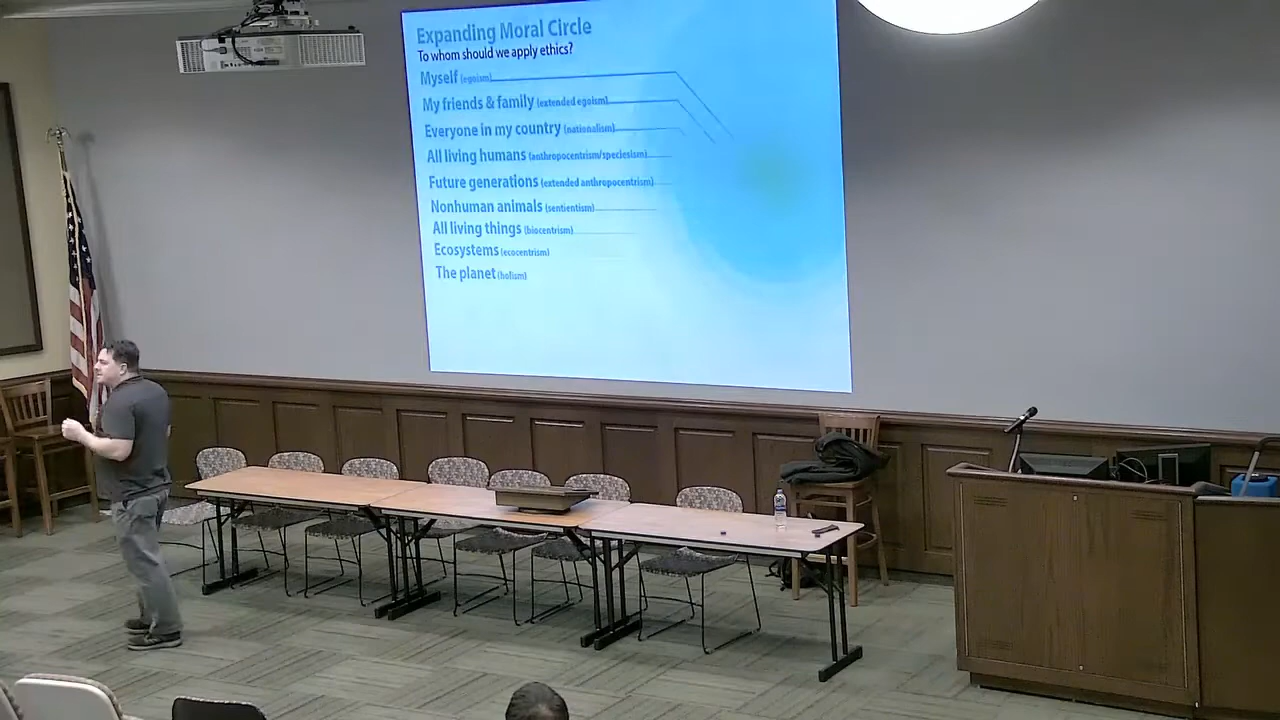 Expanding Moral Circle
To whom should we apply ethics?
Myself (egoism)
My friends & family (extended egoism)
Everyone in my country (nationalism)
All living humans (anthropocentrism/speciesism)
Future generations (extended anthropocentrism)
Nonhuman animals (sentientism)
All living things (biocentrism)
Ecosystems (ecocentrism)
The planet (holism)